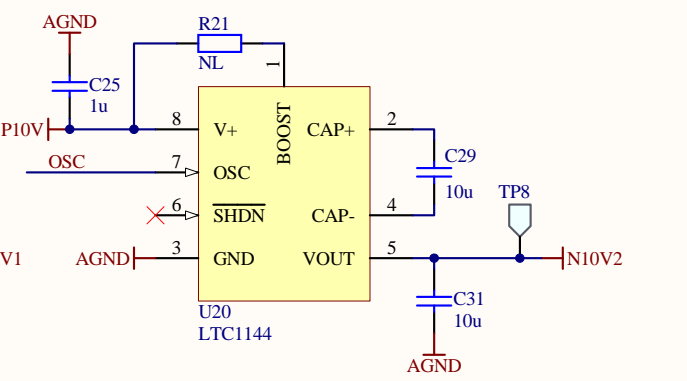 AGND
R21
NL
C25
1u
1
P10V
8
V+
BOOST
CAP+
2
OSC
7
OSC
C29
10u
6
SHDN
CAP-
4
TP8
V1
AGND
3
GND
VOUT
5
N10V2
U20
LTC1144
C31
10u
AGND